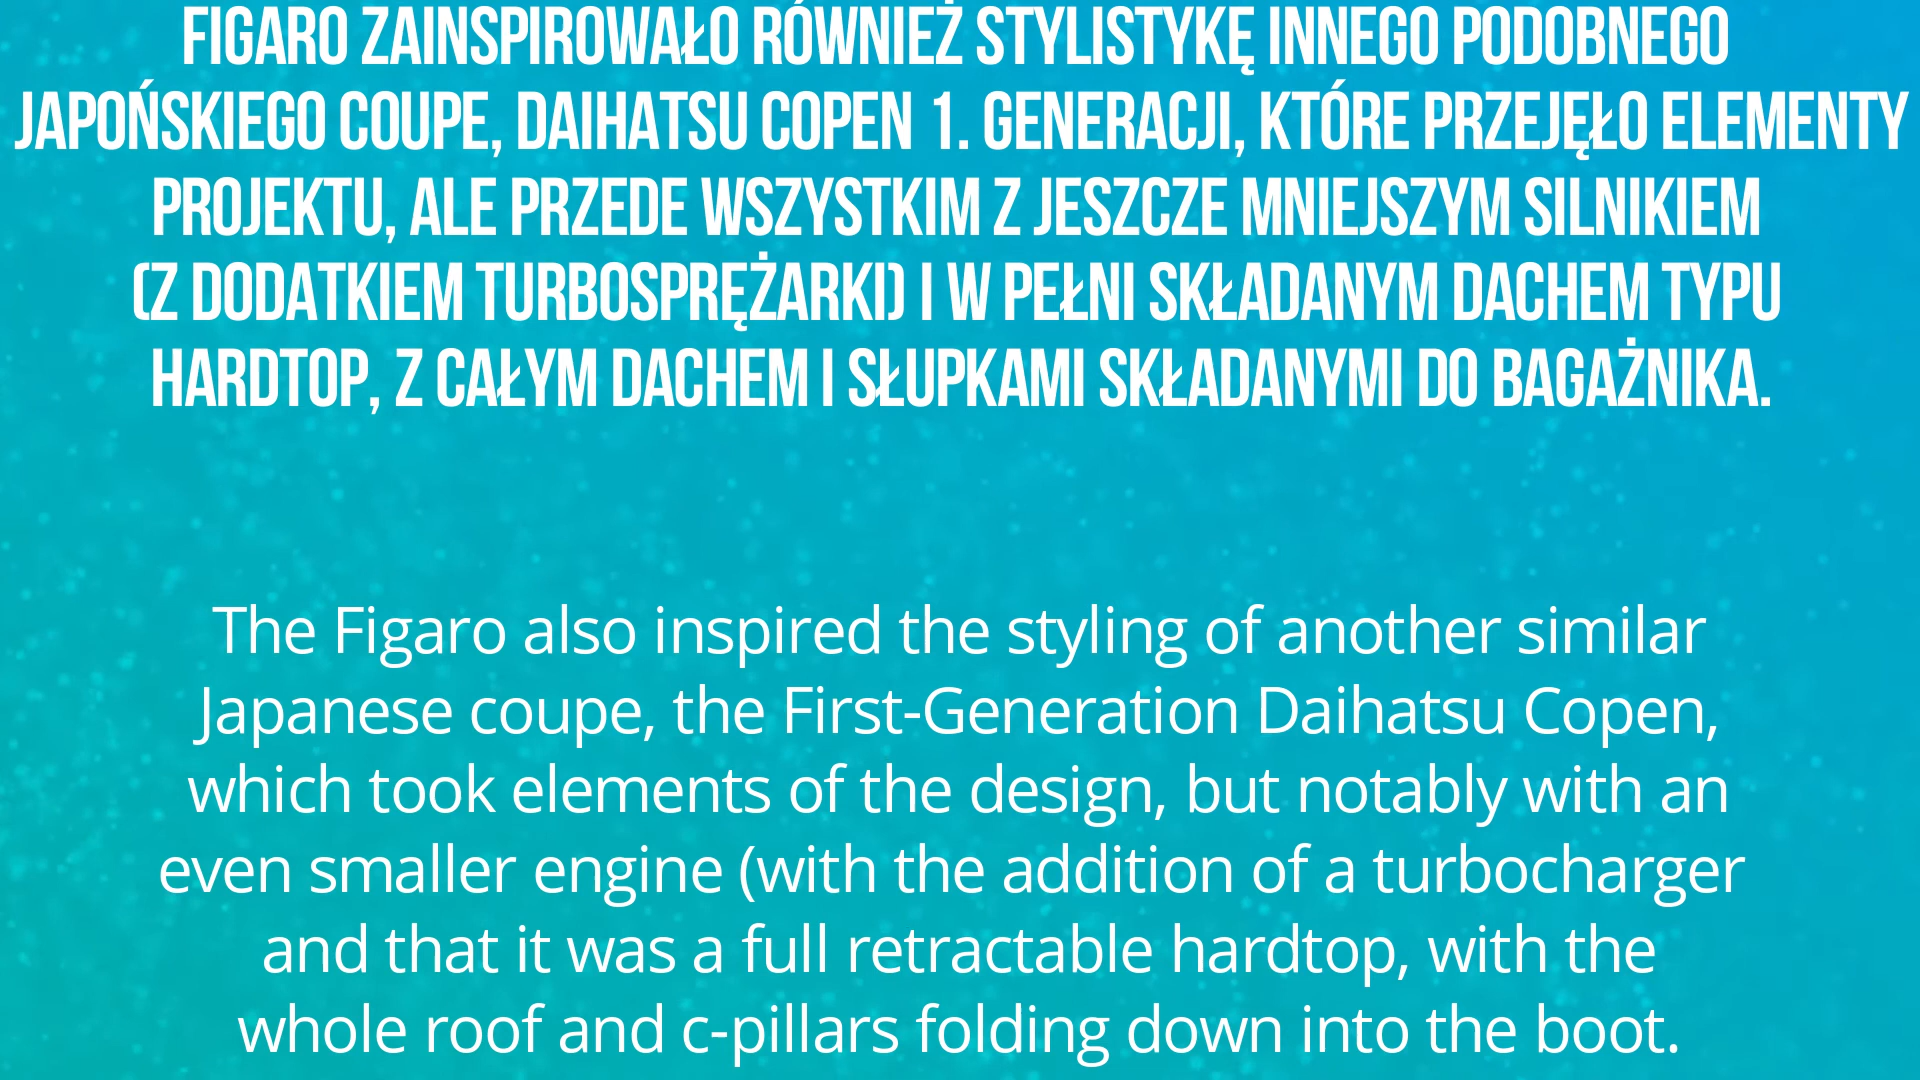 FIGARO ZAINSPIROWAŁO RÓWNIEŻ STYLISTYKĘ INNEGO PODOBNEGO
JAPOŃSKIEGO COUPE, DAIHATSU COPEN 1. GENERACJI, KTÓRE PRZEJĘŁO ELEMENTY
PROJEKTU, ALE PRZEDE WSZYSTKIM Z JESZCZE MNIEJSZYM SILNIKIEM
(Z DODATKIEM TURBOSPRĘŻARKI) I W PEŁNI SKŁADANYM DACHEM TYPU
HARDTOP, Z CAŁYM DACHEM I SŁUPKAMI SKŁADANYMI DO BAGAŻNIKA.
The Figaro also inspired the styling of another similar
Japanese coupe, the First-Generation Daihatsu Copen,
which took elements of the design, but notably with an
even smaller engine (with the addition of a turbocharger
and that it was a full retractable hardtop, with the
whole roof and c-pillars folding down into the boot.